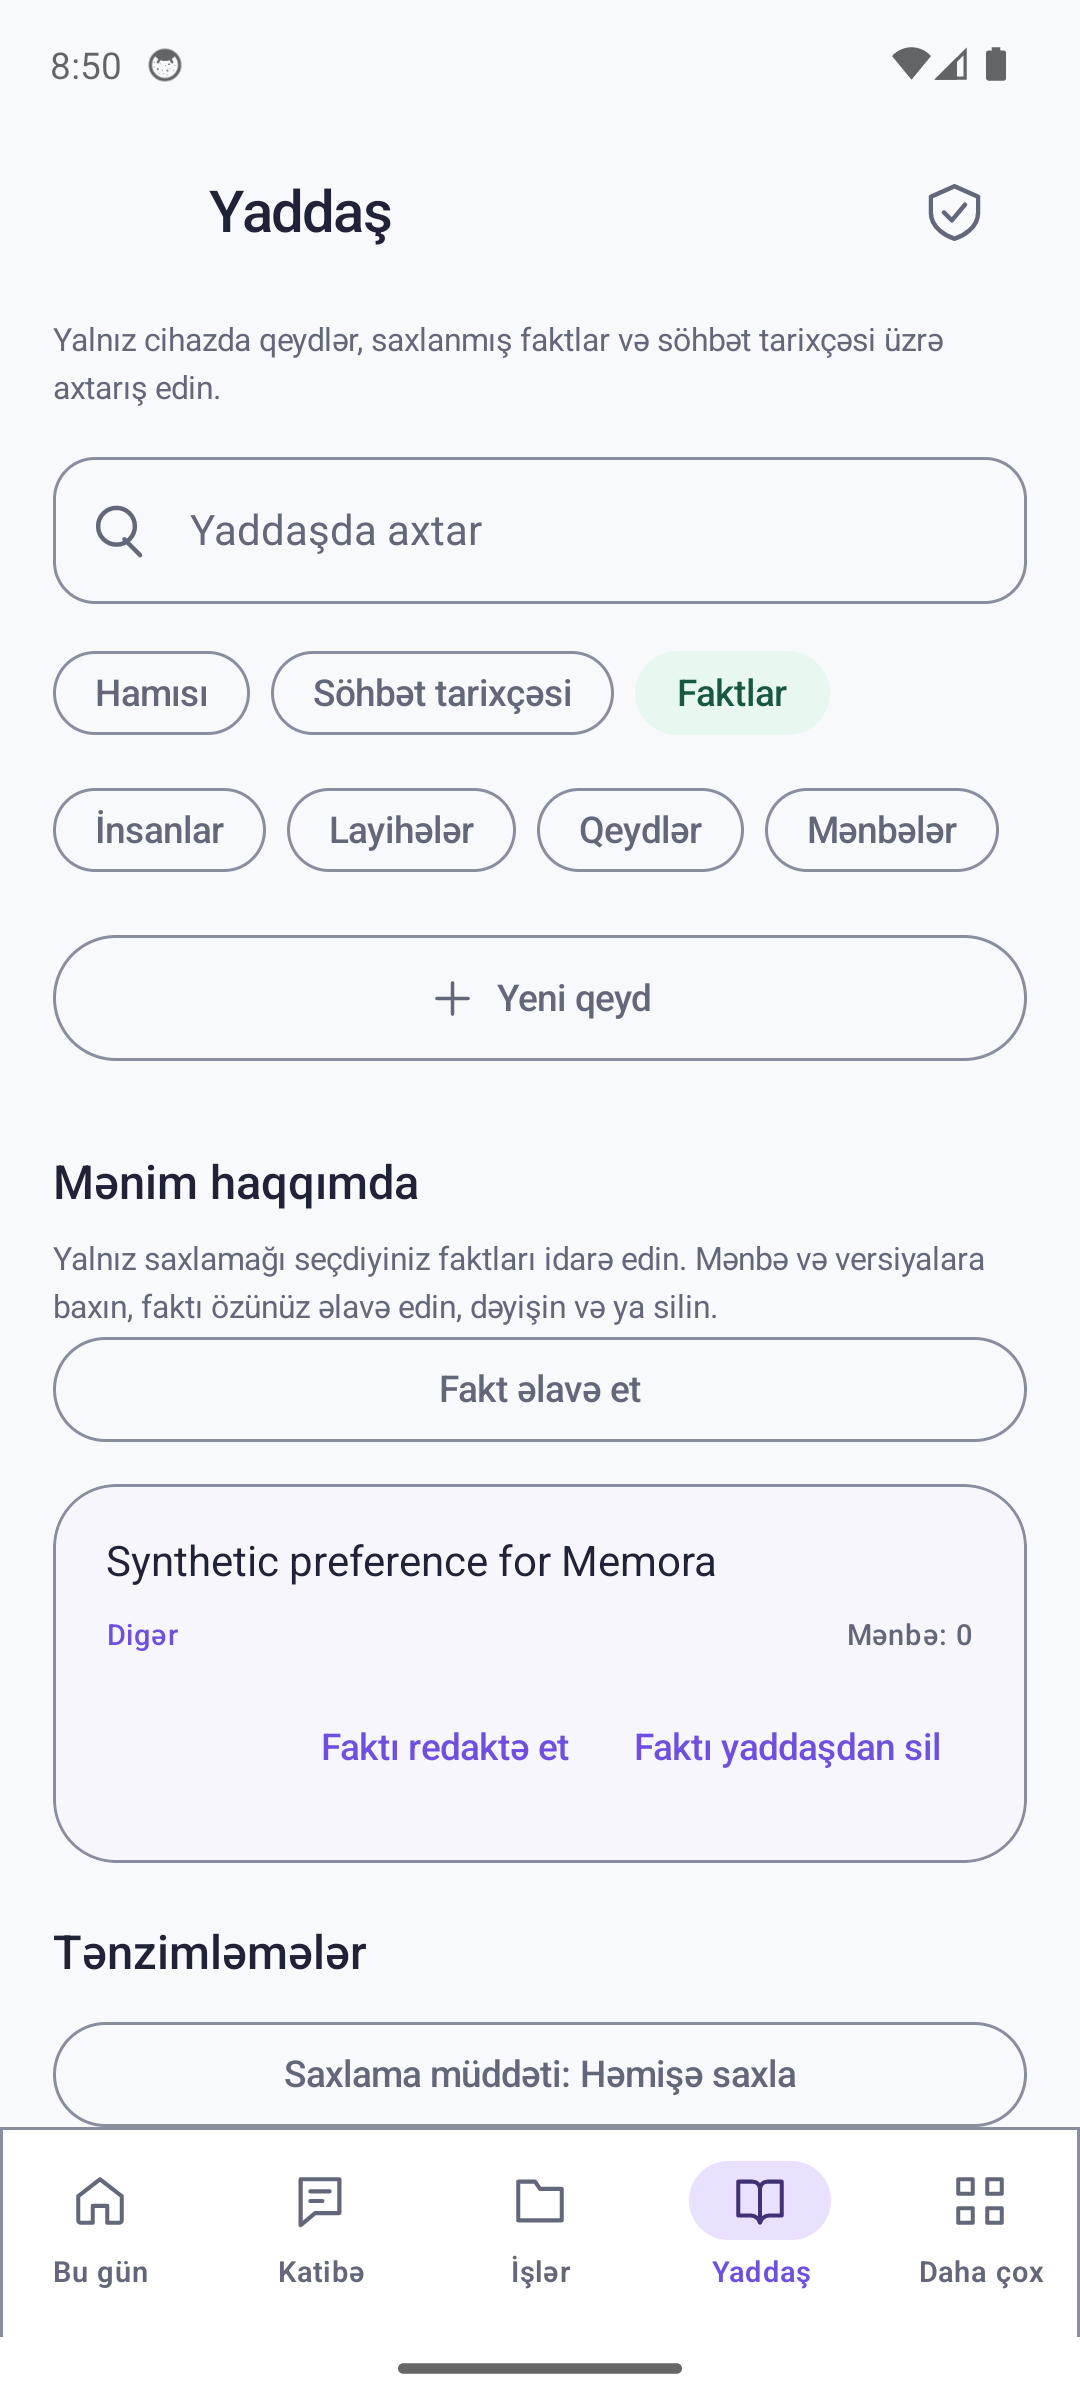 8:50
Yaddaş
Yalnız cihazda qeydlər, saxlanmış faktlar və söhbət tarixçəsi üzrə
axtarış edin.
Yaddaşda axtar
Hamısı
Söhbət tarixçəsi
Faktlar
İnsanlar
Layihələr
Qeydlər
Mənbələr
Yeni qeyd
Mənim haqqımda
Yalnız saxlamağı seçdiyiniz faktları idarə edin. Mənbə və versiyalara
baxın, faktı özünüz əlavə edin, dəyişin və ya silin.
Fakt əlavə et
Synthetic preference for Memora
Digər
Mənbə: 0
Faktı redaktə et
Faktı yaddaşdan sil
Tənzimləmələr
Saxlama müddəti: Həmişə saxla
Bu gün
Katibə
İşlər
Yaddaş
Daha çox